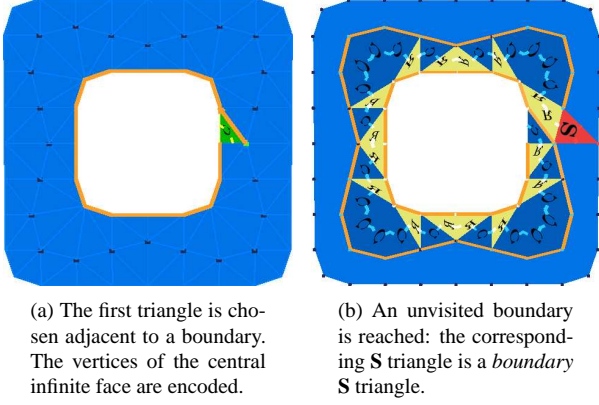 S
(a) The first triangle is cho-
sen adjacent to a boundary.
The vertices of the central
infinite face are encoded.
(b) An unvisited boundary
is reached: the correspond-
ing S triangle is a boundary
S triangle.